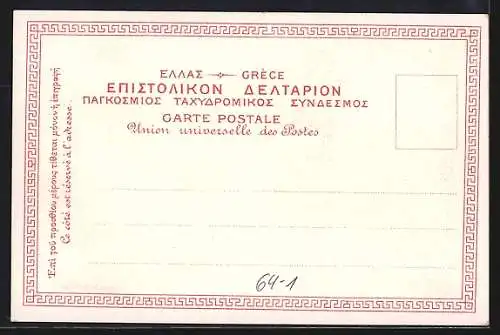 ΕΛΛΑΣ — GRÈCE
ΕΠΙΣΤΟΛΙΚΟΝ ΔΕΛΤΑΡΙΟΝ
ΠΑΓΚΟΣΜΙΟΣ ΤΑΧΥΔΡΟΜΙΚΟΣ ΣΥΝΔΕΣΜΟΣ
CARTE POSTALE
Union universelle des Postes
Ἐπὶ τοῦ προσθίου μέρους τίθεται μόνον ἡ ἐπιγραφή
Ce côté est réservé à l'adresse.
64-1